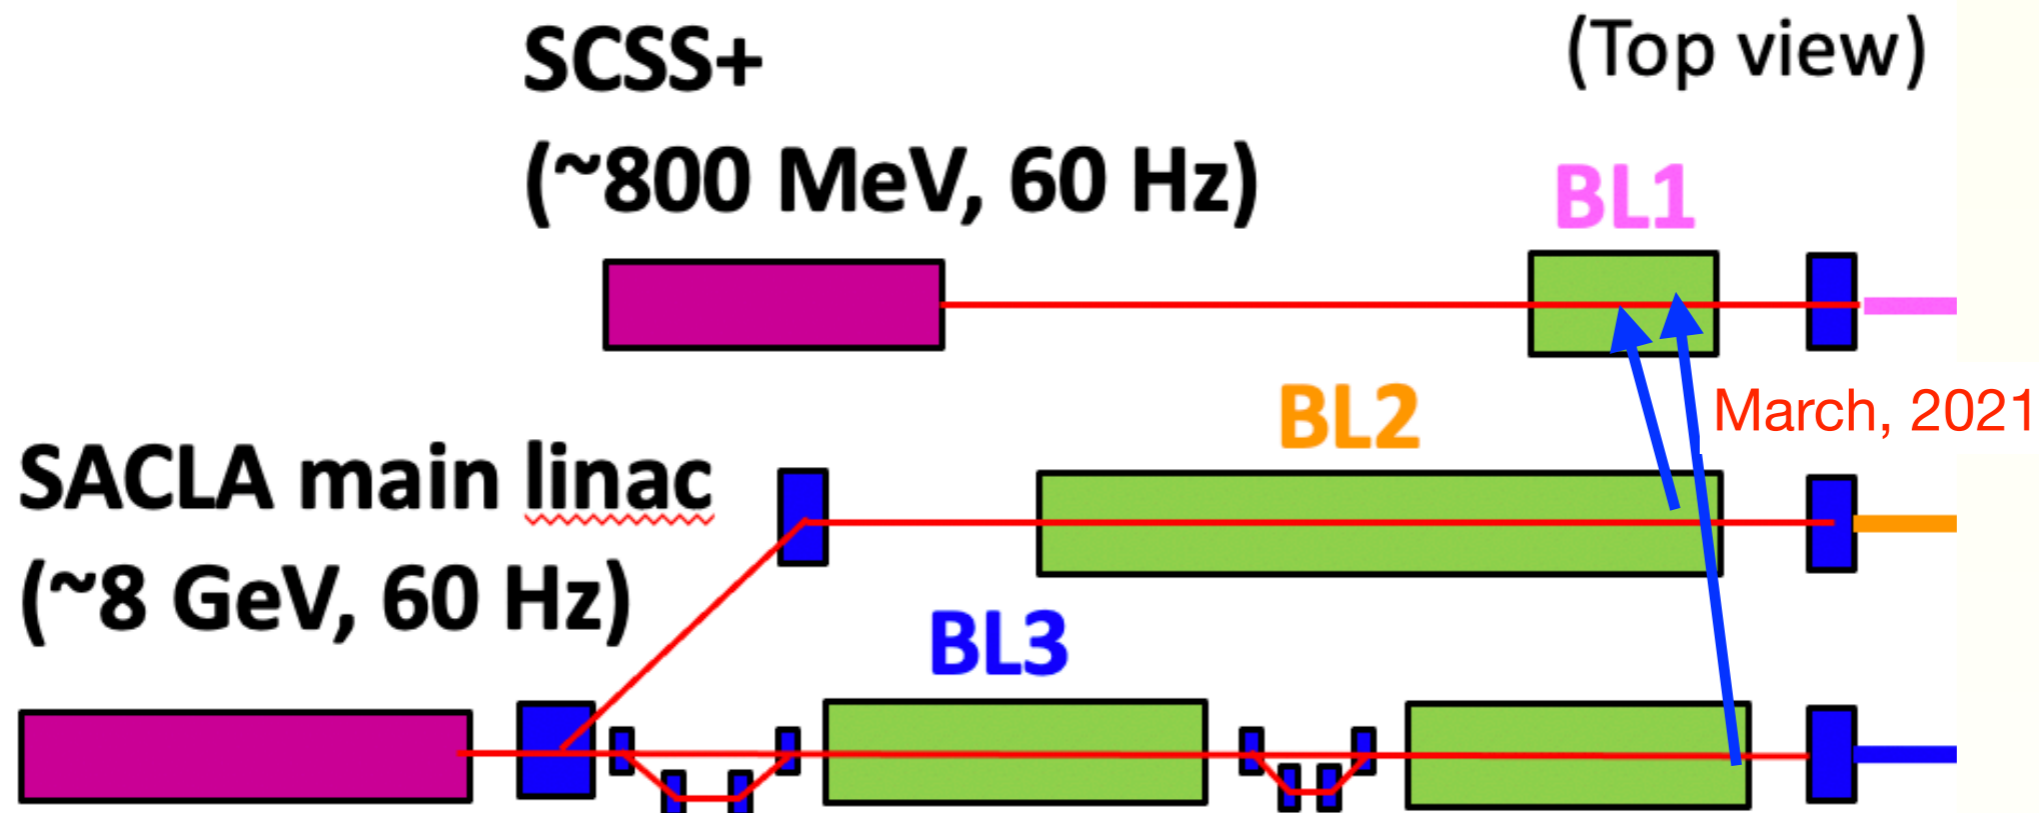 SCSS+
(~800 MeV, 60 Hz)
(Top view)
BL1
BL2
March, 2021
SACLA main linac
(~8 GeV, 60 Hz)
BL3